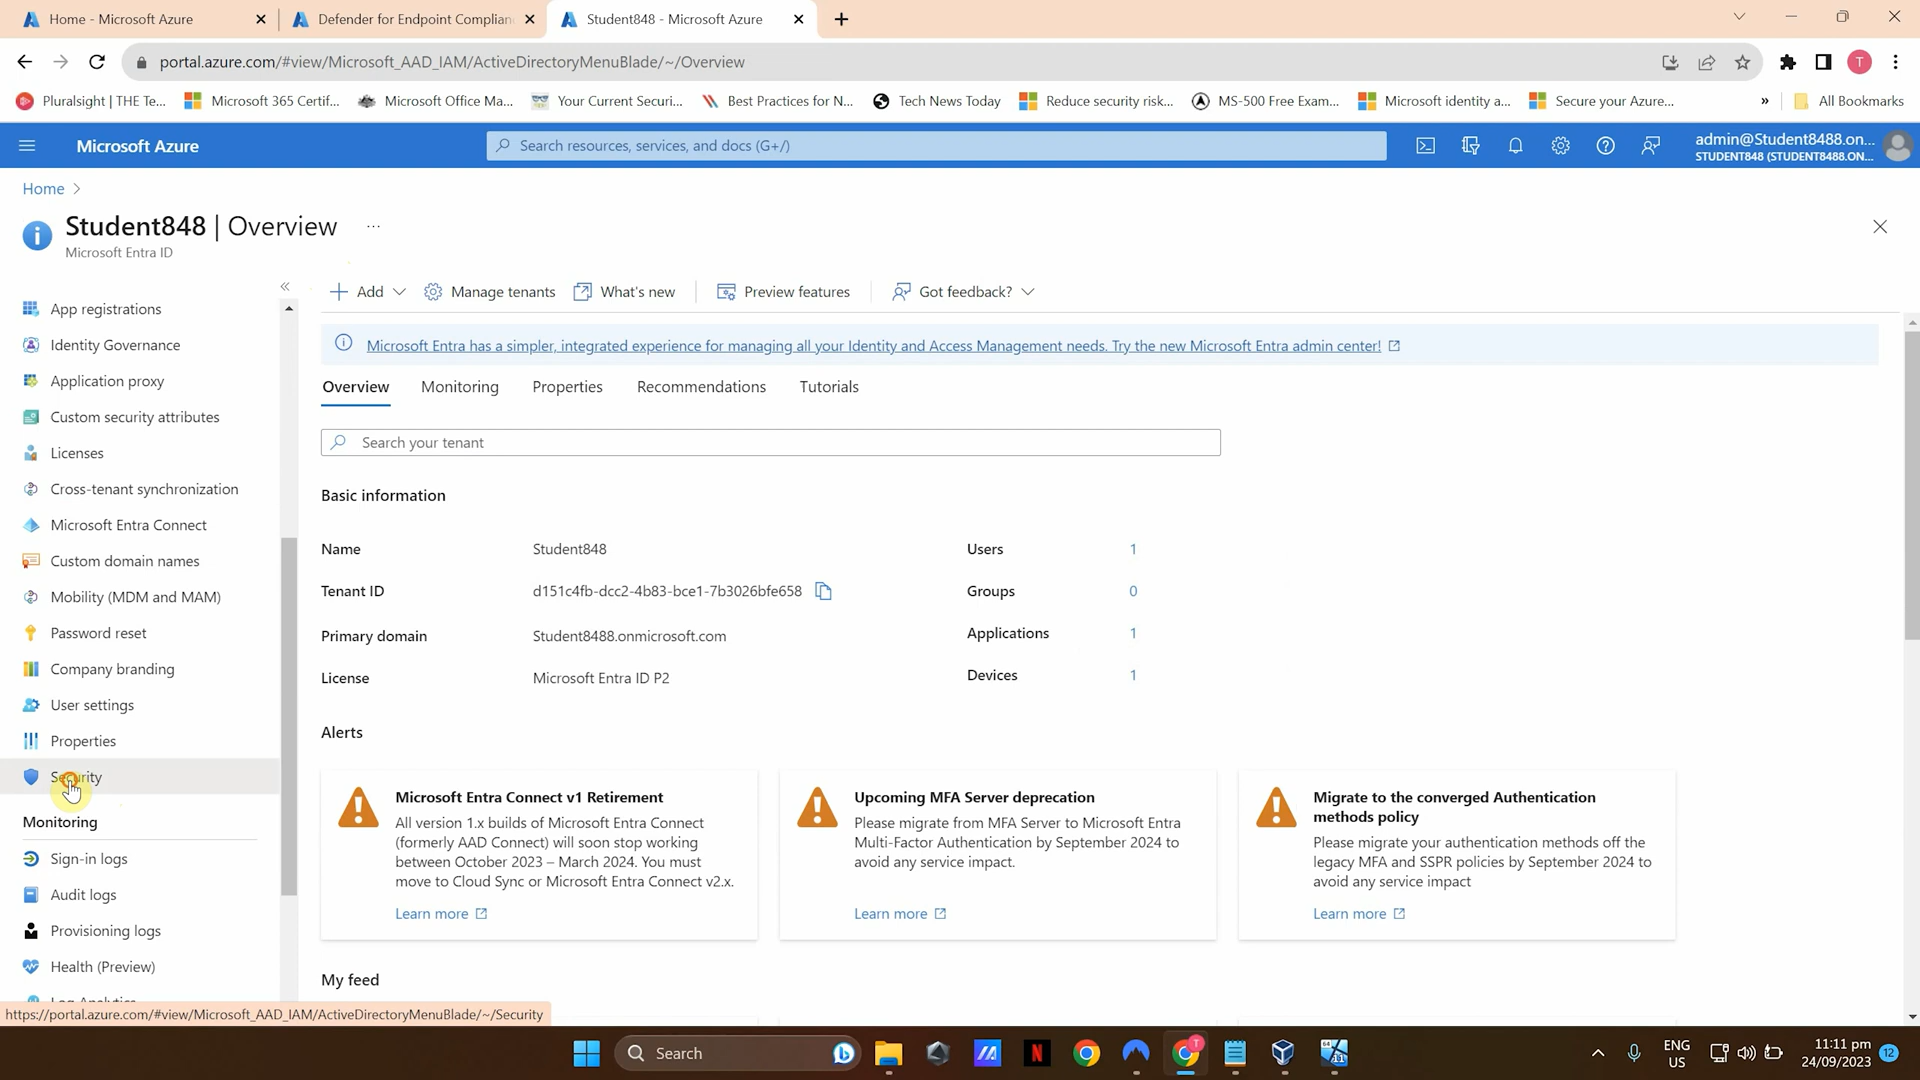 Home - Microsoft Azure
Defender for Endpoint Complian
Student848 - Microsoft Azure
portal.azure.com/#view/Microsoft_AAD_IAM/ActiveDirectoryMenuBlade/~/Overview
T
Pluralsight | THE Te...
Microsoft 365 Certif...
Microsoft Office Ma...
Your Current Securi...
Best Practices for N...
Tech News Today
Reduce security risk...
MS-500 Free Exam...
Microsoft identity a...
Secure your Azure...
»
All Bookmarks
Microsoft Azure
Search resources, services, and docs (G+/)
admin@Student8488.on...
STUDENT848 (STUDENT8488.ON...
Home
Student848 | Overview ...
Microsoft Entra ID
App registrations
Identity Governance
Application proxy
Custom security attributes
Licenses
Cross-tenant synchronization
Microsoft Entra Connect
Custom domain names
Mobility (MDM and MAM)
Password reset
Company branding
User settings
Properties
Security
Monitoring
Sign-in logs
Audit logs
Provisioning logs
Health (Preview)
Log Analytics
Add
Manage tenants
What's new
Preview features
Got feedback?
Microsoft Entra has a simpler, integrated experience for managing all your Identity and Access Management needs. Try the new Microsoft Entra admin center!
Overview
Monitoring
Properties
Recommendations
Tutorials
Search your tenant
Basic information
Name Student848
Users 1
Tenant ID d151c4fb-dcc2-4b83-bce1-7b3026bfe658
Groups 0
Primary domain Student8488.onmicrosoft.com
Applications 1
License Microsoft Entra ID P2
Devices 1
Alerts
Microsoft Entra Connect v1 Retirement
All version 1.x builds of Microsoft Entra Connect
(formerly AAD Connect) will soon stop working
between October 2023 – March 2024. You must
move to Cloud Sync or Microsoft Entra Connect v2.x.
Learn more
Upcoming MFA Server deprecation
Please migrate from MFA Server to Microsoft Entra
Multi-Factor Authentication by September 2024 to
avoid any service impact.
Learn more
Migrate to the converged Authentication
methods policy
Please migrate your authentication methods off the
legacy MFA and SSPR policies by September 2024 to
avoid any service impact
Learn more
My feed
https://portal.azure.com/#view/Microsoft_AAD_IAM/ActiveDirectoryMenuBlade/~/Security
Search
ENG
US
11:11 pm
24/09/2023
12